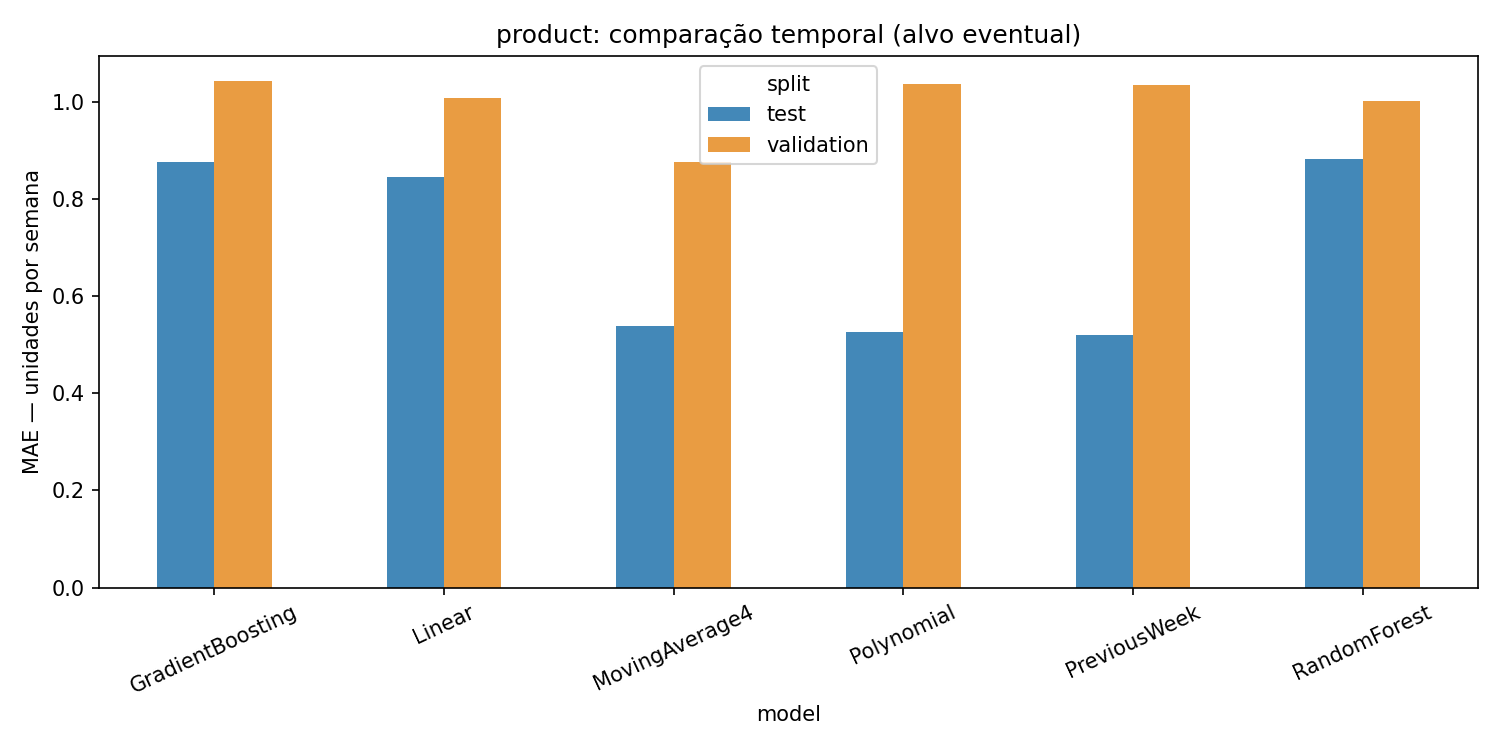 product: comparação temporal (alvo eventual)
split
test
validation
MAE — unidades por semana
1.0
0.8
0.6
0.4
0.2
0.0
GradientBoosting
Linear
MovingAverage4
Polynomial
PreviousWeek
RandomForest
model